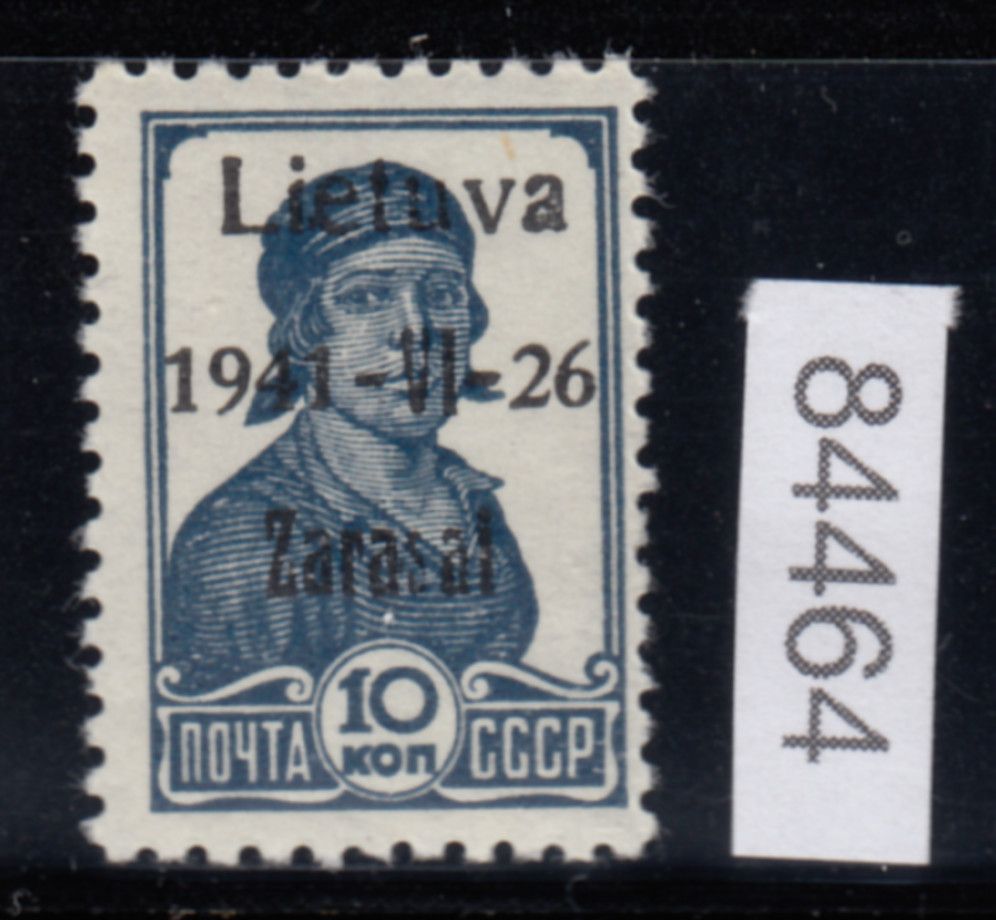 Lietuva
1941-VI-26
Zarasai
10
КОП
ПОЧТА СССР
84464